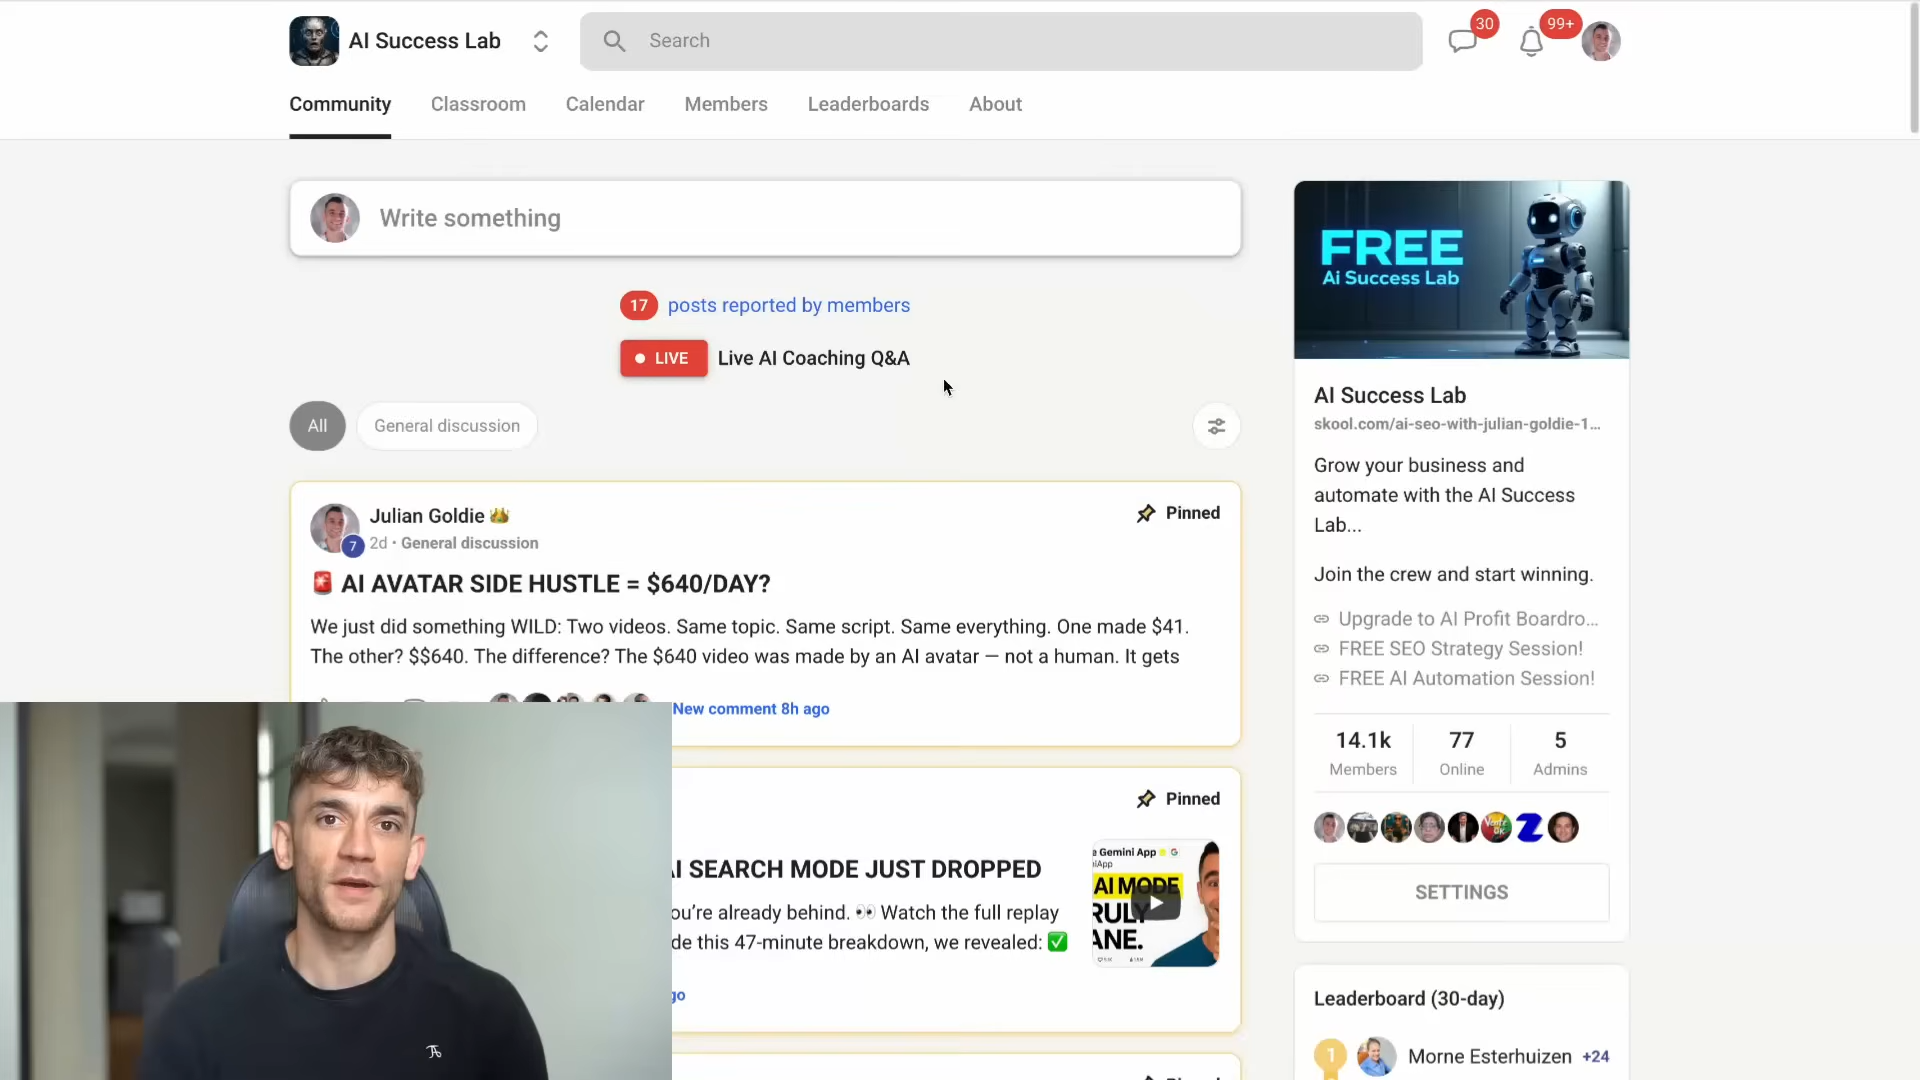 AI Success Lab
Search
30
99+
Community
Classroom
Calendar
Members
Leaderboards
About
Write something
17 posts reported by members
LIVE Live AI Coaching Q&A
All
General discussion
Julian Goldie
7
2d • General discussion
Pinned
🚨 AI AVATAR SIDE HUSTLE = $640/DAY?
We just did something WILD: Two videos. Same topic. Same script. Same everything. One made $41.
The other? $$640. The difference? The $640 video was made by an AI avatar — not a human. It gets
New comment 8h ago
Pinned
AI SEARCH MODE JUST DROPPED
ou’re already behind. 👀 Watch the full replay
de this 47-minute breakdown, we revealed: ✅
go
e Gemini App
iApp
AI MODE
RULY
ANE.
FREE
Ai Success Lab
AI Success Lab
skool.com/ai-seo-with-julian-goldie-1...
Grow your business and
automate with the AI Success
Lab...
Join the crew and start winning.
Upgrade to AI Profit Boardro...
FREE SEO Strategy Session!
FREE AI Automation Session!
14.1k
Members
77
Online
5
Admins
SETTINGS
Leaderboard (30-day)
1 Morne Esterhuizen +24